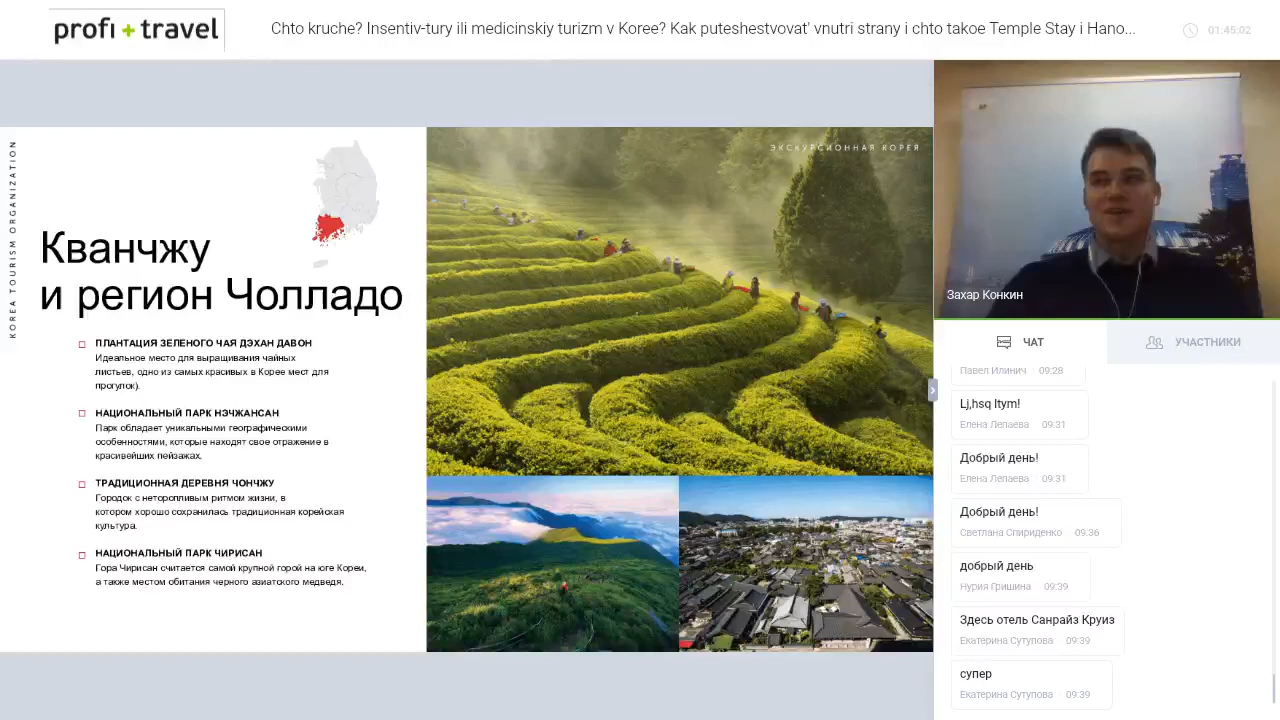 profi + travel
Chto kruche? Insentiv-tury ili medicinskiy turizm v Koree? Kak puteshestvovat' vnutri strany i chto takoe Temple Stay i Hano...
01:45:02
KOREA TOURISM ORGANIZATION
Кванчжу
и регион Чолладо
ПЛАНТАЦИЯ ЗЕЛЕНОГО ЧАЯ ДЭХАН ДАВОН
Идеальное место для выращивания чайных
листьев, одно из самых красивых в Корее мест для
прогулок).
НАЦИОНАЛЬНЫЙ ПАРК НЭЧЖАНСАН
Парк обладает уникальными географическими
особенностями, которые находят свое отражение в
красивейших пейзажах.
ТРАДИЦИОННАЯ ДЕРЕВНЯ ЧОНЧЖУ
Городок с неторопливым ритмом жизни, в
котором хорошо сохранилась традиционная корейская
культура.
НАЦИОНАЛЬНЫЙ ПАРК ЧИРИСАН
Гора Чирисан считается самой крупной горой на юге Кореи,
а также местом обитания черного азиатского медведя.
ЭКСКУРСИОННАЯ КОРЕЯ
Захар Конкин
ЧАТ
УЧАСТНИКИ
Павел Илинич 09:28
Lj,hsq ltym!
Елена Лепаева 09:31
Добрый день!
Елена Лепаева 09:31
Добрый день!
Светлана Спириденко 09:36
добрый день
Нурия Гришина 09:39
Здесь отель Санрайз Круиз
Екатерина Сутупова 09:39
супер
Екатерина Сутупова 09:39